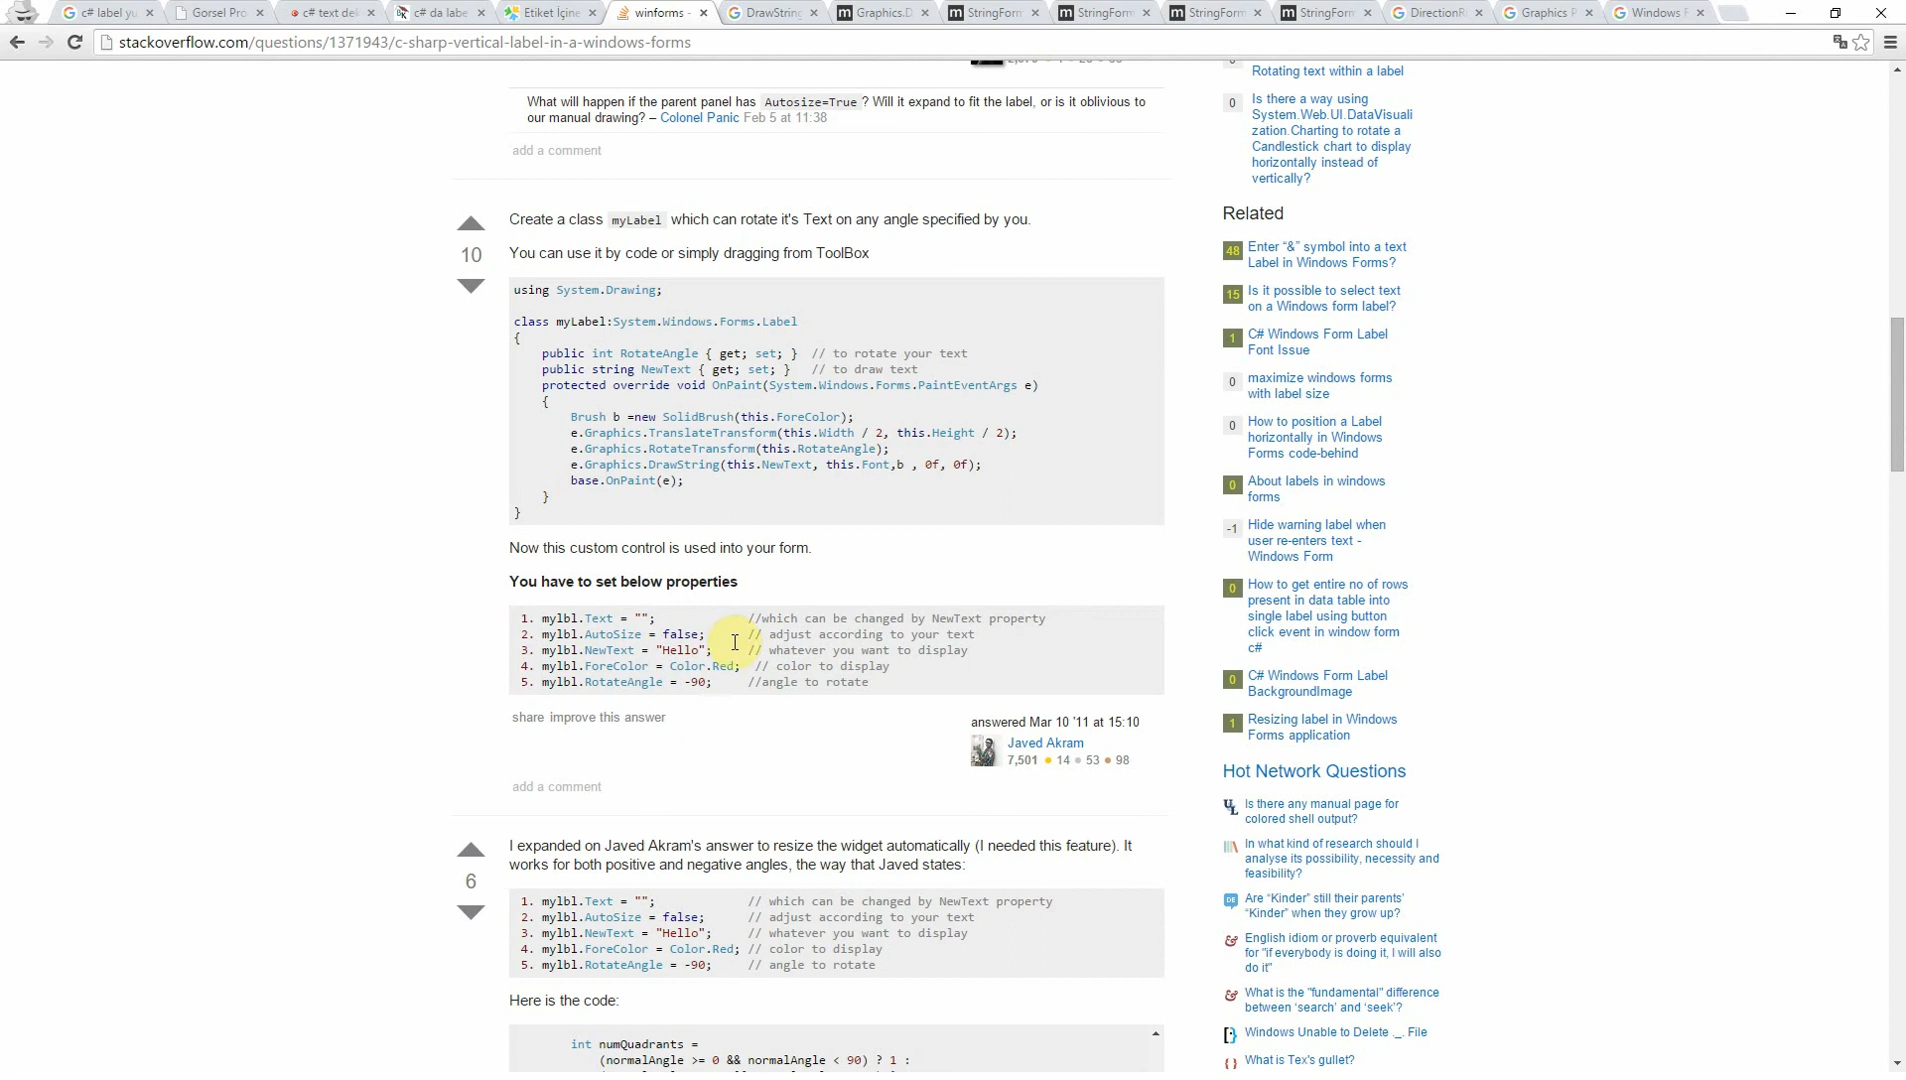 c# label yu
Gorsel Pro
c# text del
c# da labe
Etiket İçine
winforms -
DrawString
Graphics.D
StringForm
StringForm
StringForm
StringForm
DirectionRi
Graphics P
Windows F
stackoverflow.com/questions/1371943/c-sharp-vertical-label-in-a-windows-forms
What will happen if the parent panel has Autosize=True ? Will it expand to fit the label, or is it oblivious to
our manual drawing? – Colonel Panic Feb 5 at 11:38
add a comment
10
Create a class myLabel which can rotate it's Text on any angle specified by you.
You can use it by code or simply dragging from ToolBox
using System.Drawing;
class myLabel:System.Windows.Forms.Label
{
public int RotateAngle { get; set; } // to rotate your text
public string NewText { get; set; } // to draw text
protected override void OnPaint(System.Windows.Forms.PaintEventArgs e)
{
Brush b =new SolidBrush(this.ForeColor);
e.Graphics.TranslateTransform(this.Width / 2, this.Height / 2);
e.Graphics.RotateTransform(this.RotateAngle);
e.Graphics.DrawString(this.NewText, this.Font,b , 0f, 0f);
base.OnPaint(e);
}
}
Now this custom control is used into your form.
You have to set below properties
1. mylbl.Text = ""; //which can be changed by NewText property
2. mylbl.AutoSize = false; // adjust according to your text
3. mylbl.NewText = "Hello"; // whatever you want to display
4. mylbl.ForeColor = Color.Red; // color to display
5. mylbl.RotateAngle = -90; //angle to rotate
share improve this answer
answered Mar 10 '11 at 15:10
Javed Akram
7,501 14 53 98
add a comment
6
I expanded on Javed Akram's answer to resize the widget automatically (I needed this feature). It
works for both positive and negative angles, the way that Javed states:
1. mylbl.Text = ""; // which can be changed by NewText property
2. mylbl.AutoSize = false; // adjust according to your text
3. mylbl.NewText = "Hello"; // whatever you want to display
4. mylbl.ForeColor = Color.Red; // color to display
5. mylbl.RotateAngle = -90; // angle to rotate
Here is the code:
int numQuadrants =
(normalAngle >= 0 && normalAngle < 90) ? 1 :
Rotating text within a label
0 Is there a way using
System.Web.UI.DataVisuali
zation.Charting to rotate a
Candlestick chart to display
horizontally instead of
vertically?
Related
48 Enter “&” symbol into a text
Label in Windows Forms?
15 Is it possible to select text
on a Windows form label?
1 C# Windows Form Label
Font Issue
0 maximize windows forms
with label size
0 How to position a Label
horizontally in Windows
Forms code-behind
0 About labels in windows
forms
-1 Hide warning label when
user re-enters text -
Windows Form
0 How to get entire no of rows
present in data table into
single label using button
click event in window form
c#
0 C# Windows Form Label
BackgroundImage
1 Resizing label in Windows
Forms application
Hot Network Questions
Is there any manual page for
colored shell output?
In what kind of research should I
analyse its possibility, necessity and
feasibility?
Are “Kinder” still their parents’
“Kinder” when they grow up?
English idiom or proverb equivalent
for "if everybody is doing it, I will also
do it"
What is the "fundamental" difference
between ‘search’ and ‘seek’?
Windows Unable to Delete ._. File
What is Tex's gullet?